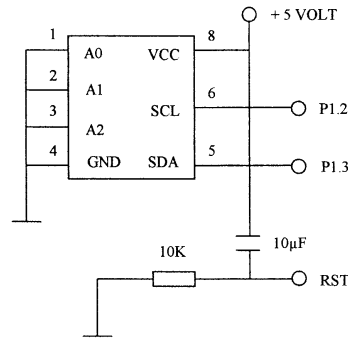 + 5 VOLT
1 A0 VCC 8
2 A1
SCL 6 P1.2
3 A2
4 GND SDA 5 P1.3
10µF
10K
RST